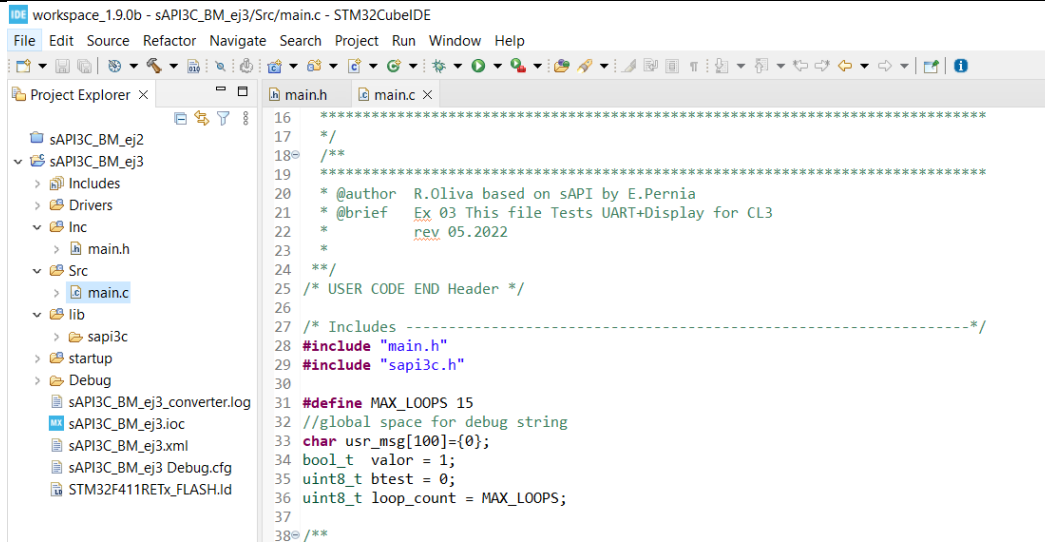 IDE workspace_1.9.0b - sAPI3C_BM_ej3/Src/main.c - STM32CubeIDE
File Edit Source Refactor Navigate Search Project Run Window Help
Project Explorer
sAPI3C_BM_ej2
sAPI3C_BM_ej3
Includes
Drivers
Inc
main.h
Src
main.c
lib
sapi3c
startup
Debug
sAPI3C_BM_ej3_converter.log
MX sAPI3C_BM_ej3.ioc
sAPI3C_BM_ej3.xml
sAPI3C_BM_ej3 Debug.cfg
STM32F411RETx_FLASH.ld
main.h main.c
16 ******************************************************************************
17 */
18 /**
19 ******************************************************************************
20 * @author R.Oliva based on sAPI by E.Pernia
21 * @brief Ex 03 This file Tests UART+Display for CL3
22 * rev 05.2022
23 *
24 **/
25 /* USER CODE END Header */
26
27 /* Includes ------------------------------------------------------------------*/
28 #include "main.h"
29 #include "sapi3c.h"
30
31 #define MAX_LOOPS 15
32 //global space for debug string
33 char usr_msg[100]={0};
34 bool_t valor = 1;
35 uint8_t btest = 0;
36 uint8_t loop_count = MAX_LOOPS;
37
38 /**